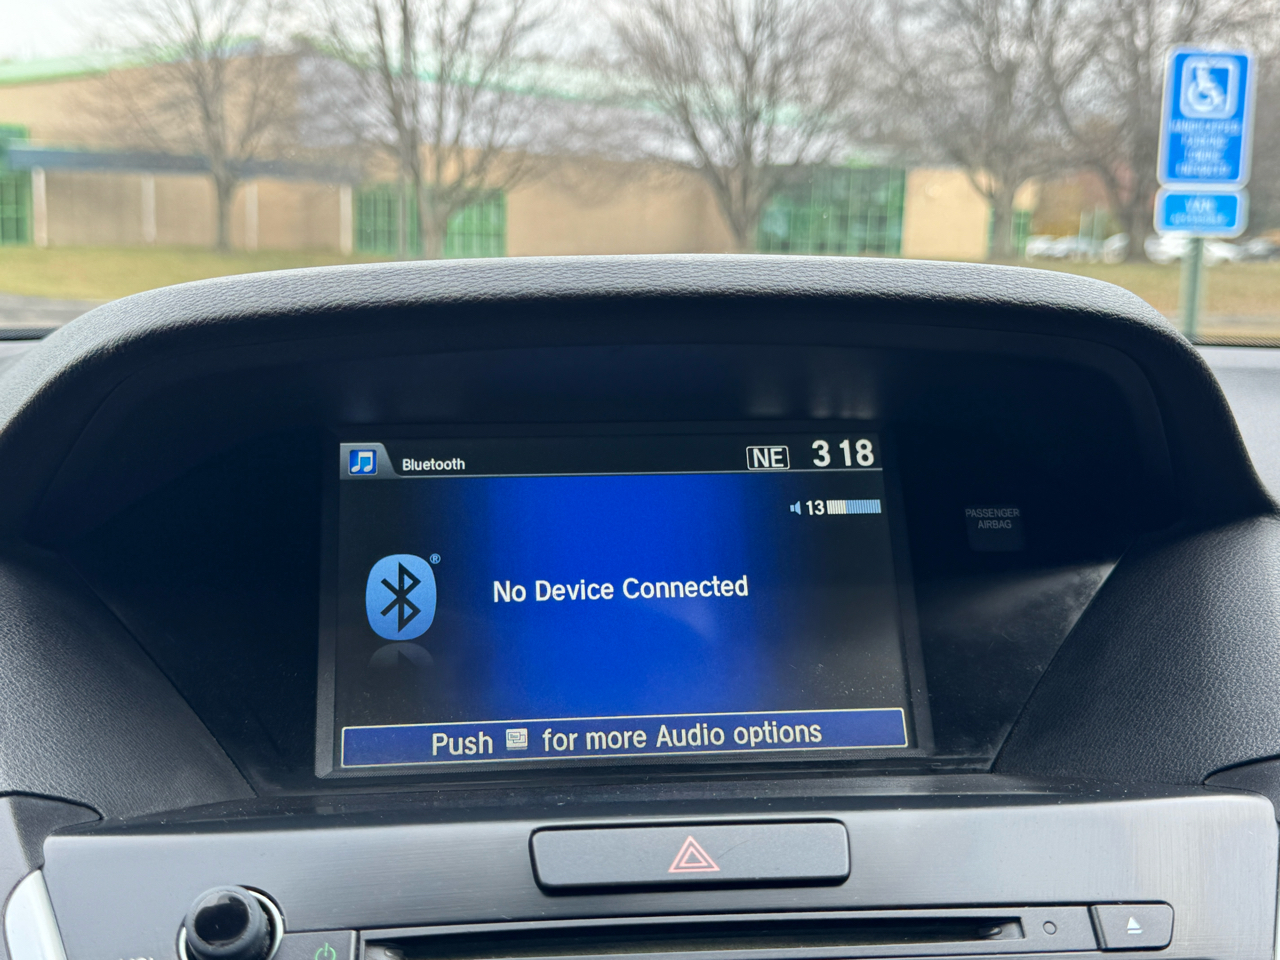 Bluetooth
NE
3 18
13
®
No Device Connected
Push for more Audio options
PASSENGER
AIRBAG